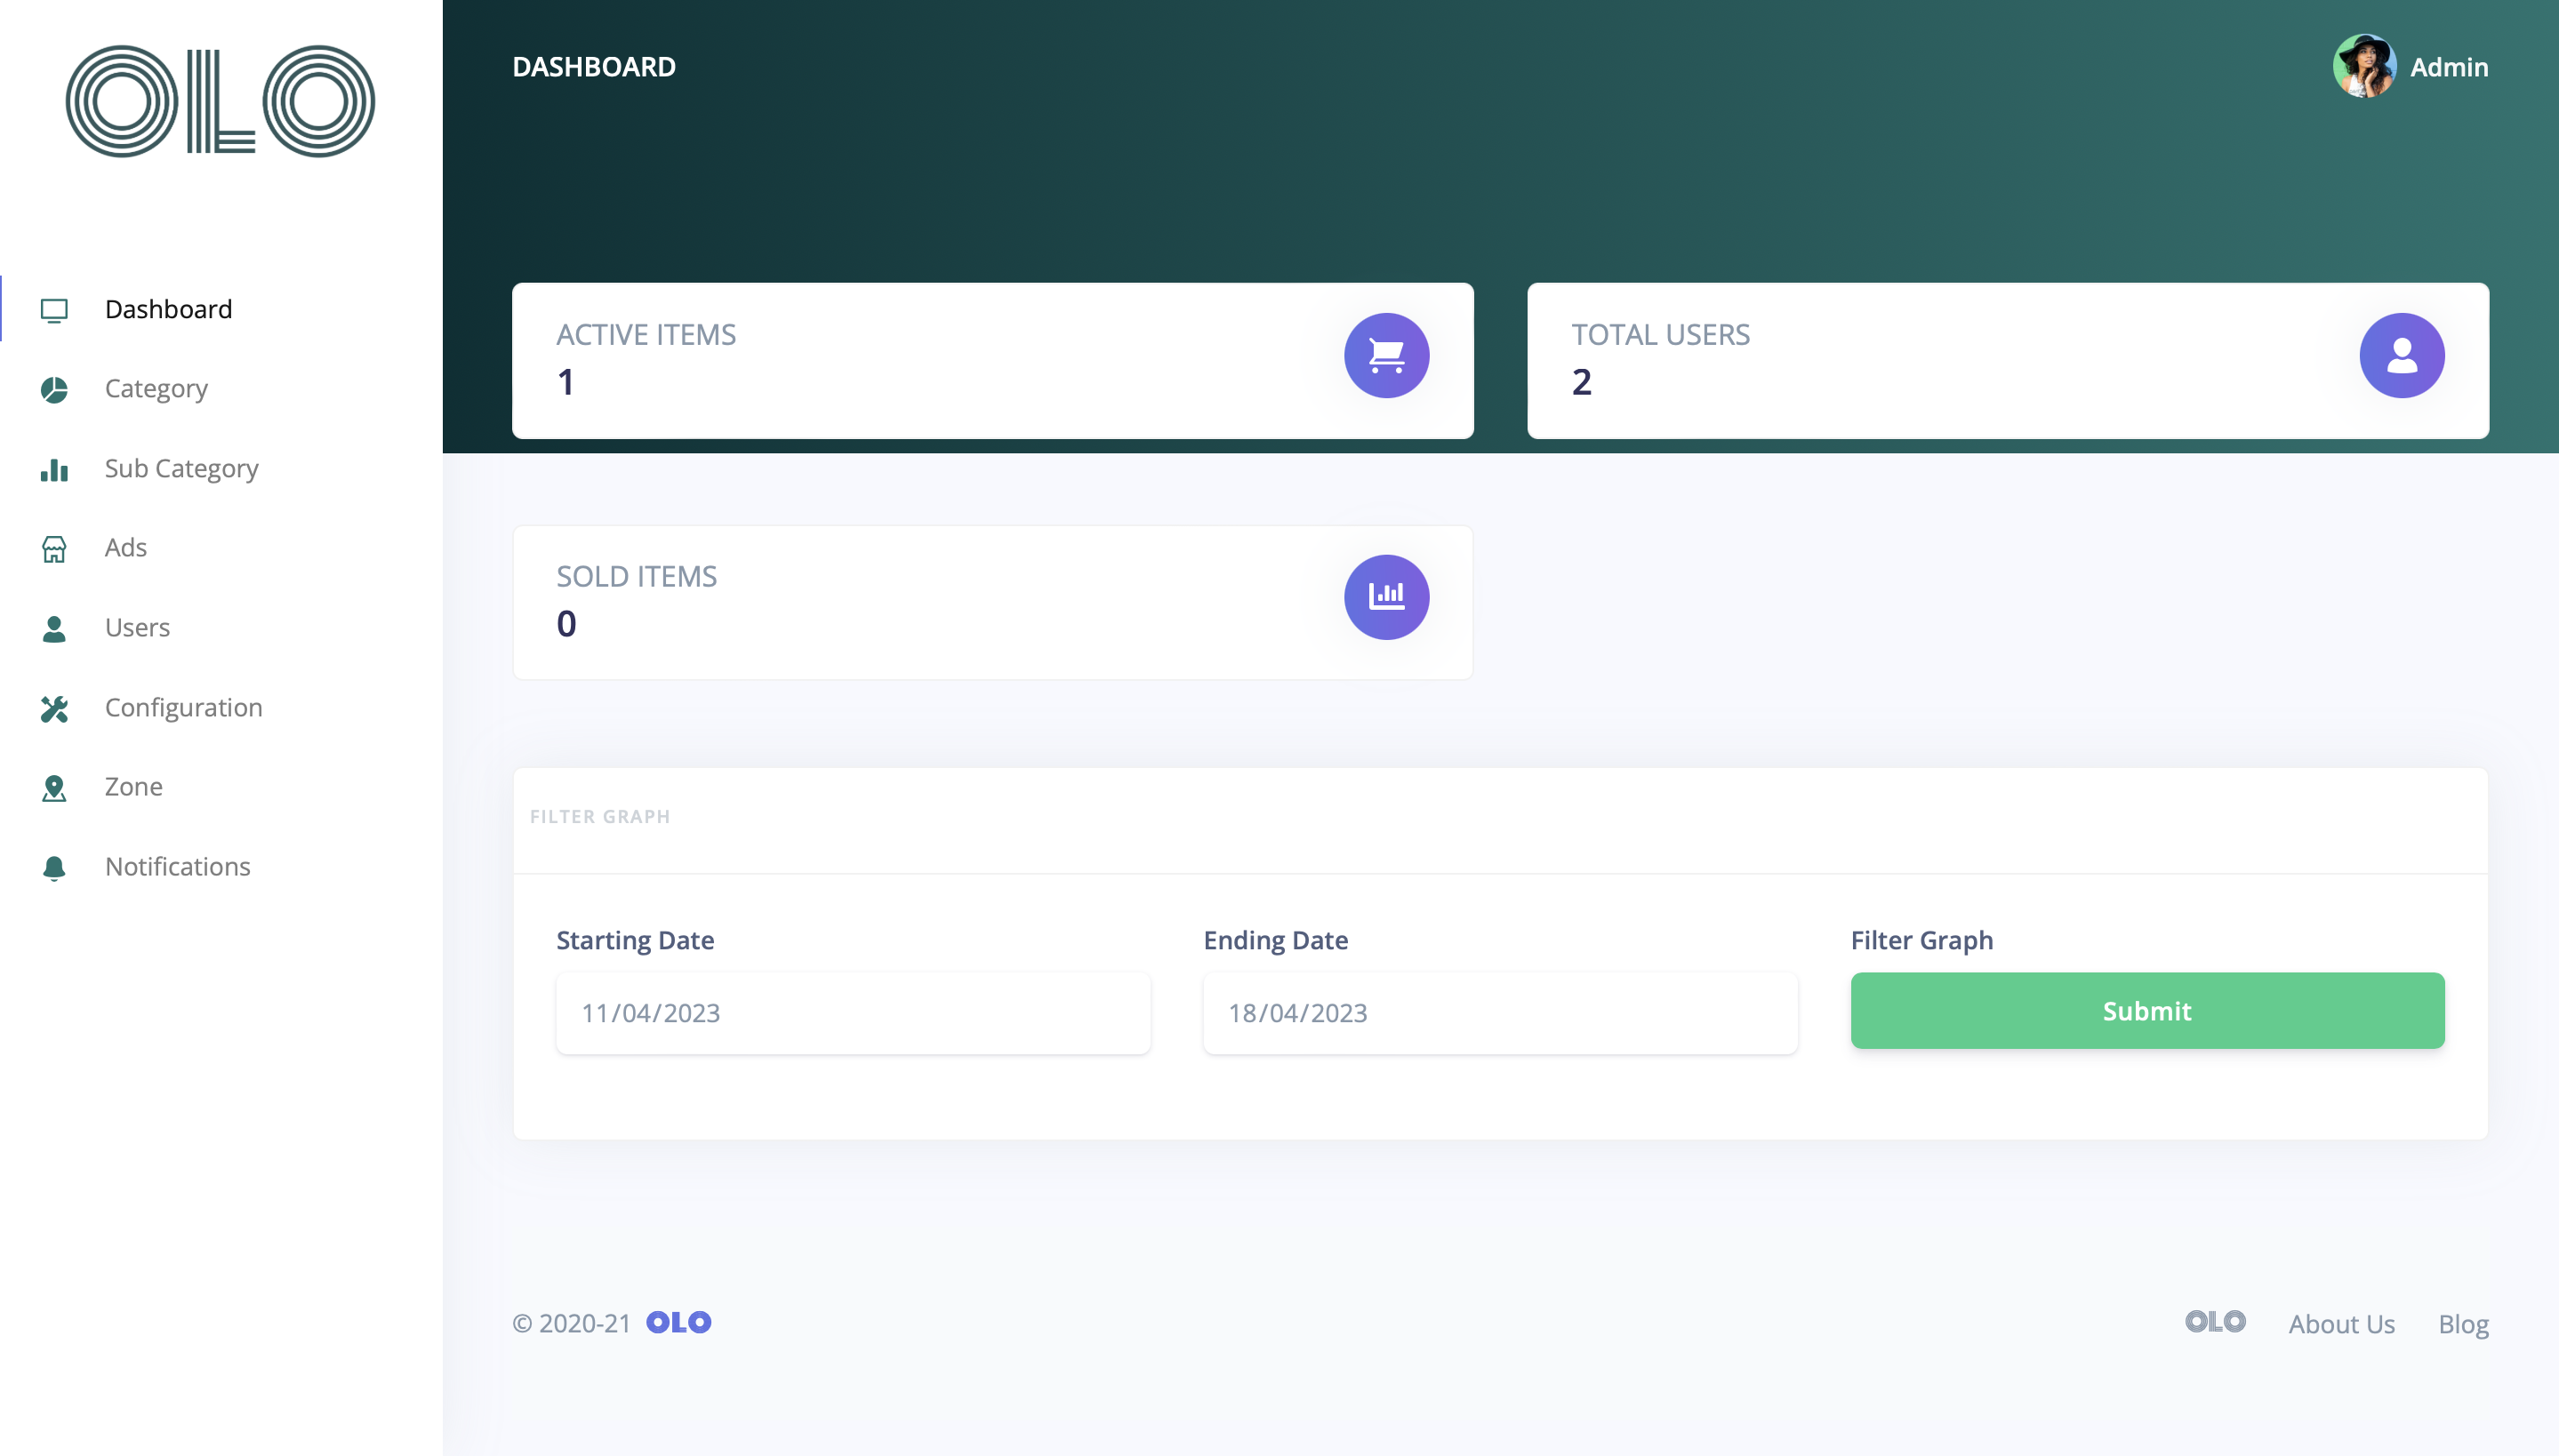 OLO
DASHBOARD
Admin
Dashboard
Category
Sub Category
Ads
Users
Configuration
Zone
Notifications
ACTIVE ITEMS
1
TOTAL USERS
2
SOLD ITEMS
0
FILTER GRAPH
Starting Date
11/04/2023
Ending Date
18/04/2023
Filter Graph
Submit
© 2020-21 OLO
OLO About Us Blog